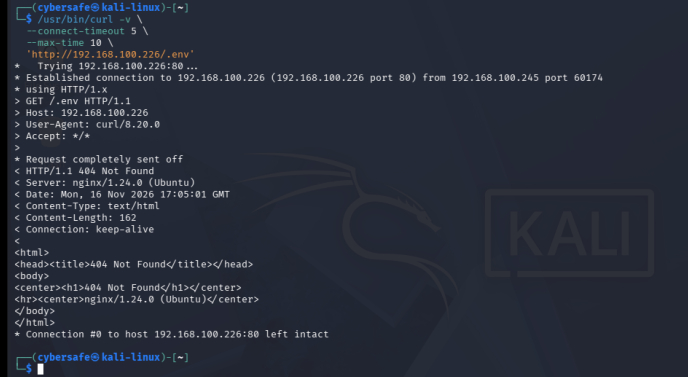 ┌──(cybersafe㉿kali-linux)-[~]
└─$ /usr/bin/curl -v \
  --connect-timeout 5 \
  --max-time 10 \
  'http://192.168.100.226/.env'
*   Trying 192.168.100.226:80...
* Established connection to 192.168.100.226 (192.168.100.226 port 80) from 192.168.100.245 port 60174
* using HTTP/1.x
> GET /.env HTTP/1.1
> Host: 192.168.100.226
> User-Agent: curl/8.20.0
> Accept: */*
>
* Request completely sent off
< HTTP/1.1 404 Not Found
< Server: nginx/1.24.0 (Ubuntu)
< Date: Mon, 16 Nov 2026 17:05:01 GMT
< Content-Type: text/html
< Content-Length: 162
< Connection: keep-alive
<
<html>
<head><title>404 Not Found</title></head>
<body>
<center><h1>404 Not Found</h1></center>
<hr><center>nginx/1.24.0 (Ubuntu)</center>
</body>
</html>
* Connection #0 to host 192.168.100.226:80 left intact
┌──(cybersafe㉿kali-linux)-[~]
└─$
KALI